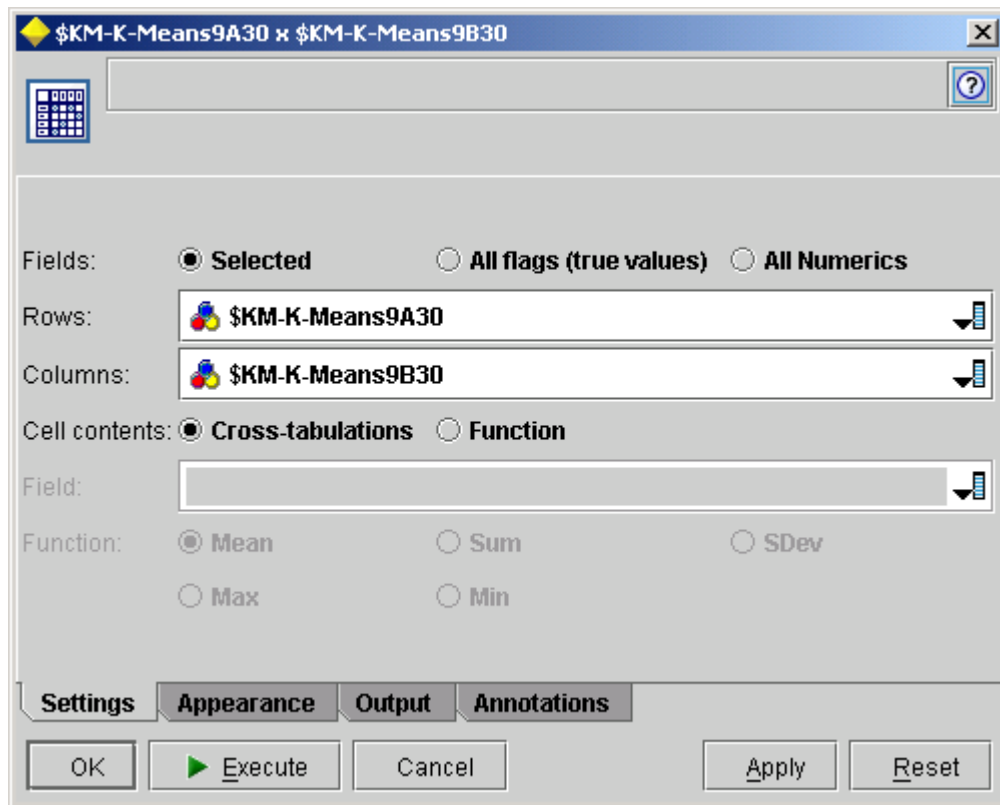 $KM-K-Means9A30 x $KM-K-Means9B30
Fields: Selected All flags (true values) All Numerics
Rows: $KM-K-Means9A30
Columns: $KM-K-Means9B30
Cell contents: Cross-tabulations Function
Field:
Function: Mean Sum SDev
Max Min
Settings Appearance Output Annotations
OK Execute Cancel Apply Reset